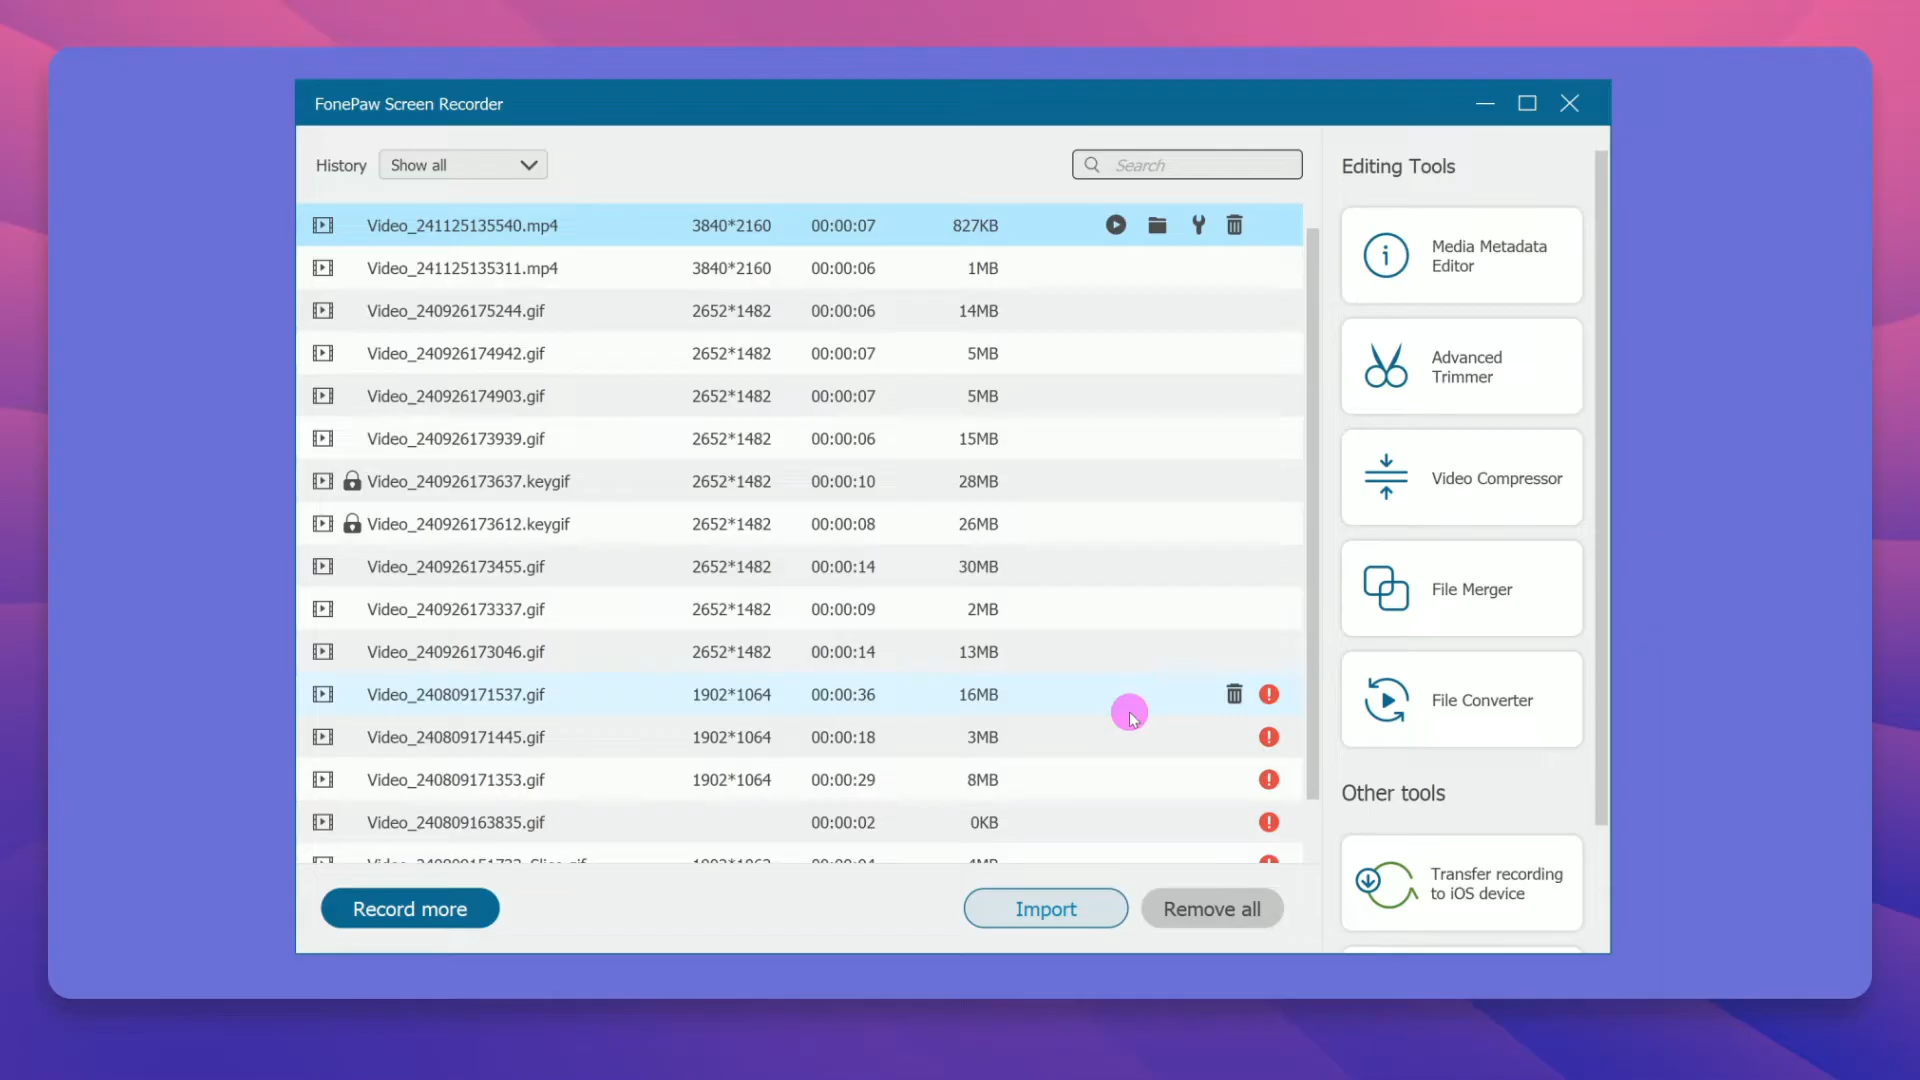 FonePaw Screen Recorder
History Show all Search
Video_241125135540.mp4 3840*2160 00:00:07 827KB
Video_241125135311.mp4 3840*2160 00:00:06 1MB
Video_240926175244.gif 2652*1482 00:00:06 14MB
Video_240926174942.gif 2652*1482 00:00:07 5MB
Video_240926174903.gif 2652*1482 00:00:07 5MB
Video_240926173939.gif 2652*1482 00:00:06 15MB
Video_240926173637.keygif 2652*1482 00:00:10 28MB
Video_240926173612.keygif 2652*1482 00:00:08 26MB
Video_240926173455.gif 2652*1482 00:00:14 30MB
Video_240926173337.gif 2652*1482 00:00:09 2MB
Video_240926173046.gif 2652*1482 00:00:14 13MB
Video_240809171537.gif 1902*1064 00:00:36 16MB
Video_240809171445.gif 1902*1064 00:00:18 3MB
Video_240809171353.gif 1902*1064 00:00:29 8MB
Video_240809163835.gif 00:00:02 0KB
Record more Import Remove all
Editing Tools
Media Metadata
Editor
Advanced
Trimmer
Video Compressor
File Merger
File Converter
Other tools
Transfer recording
to iOS device